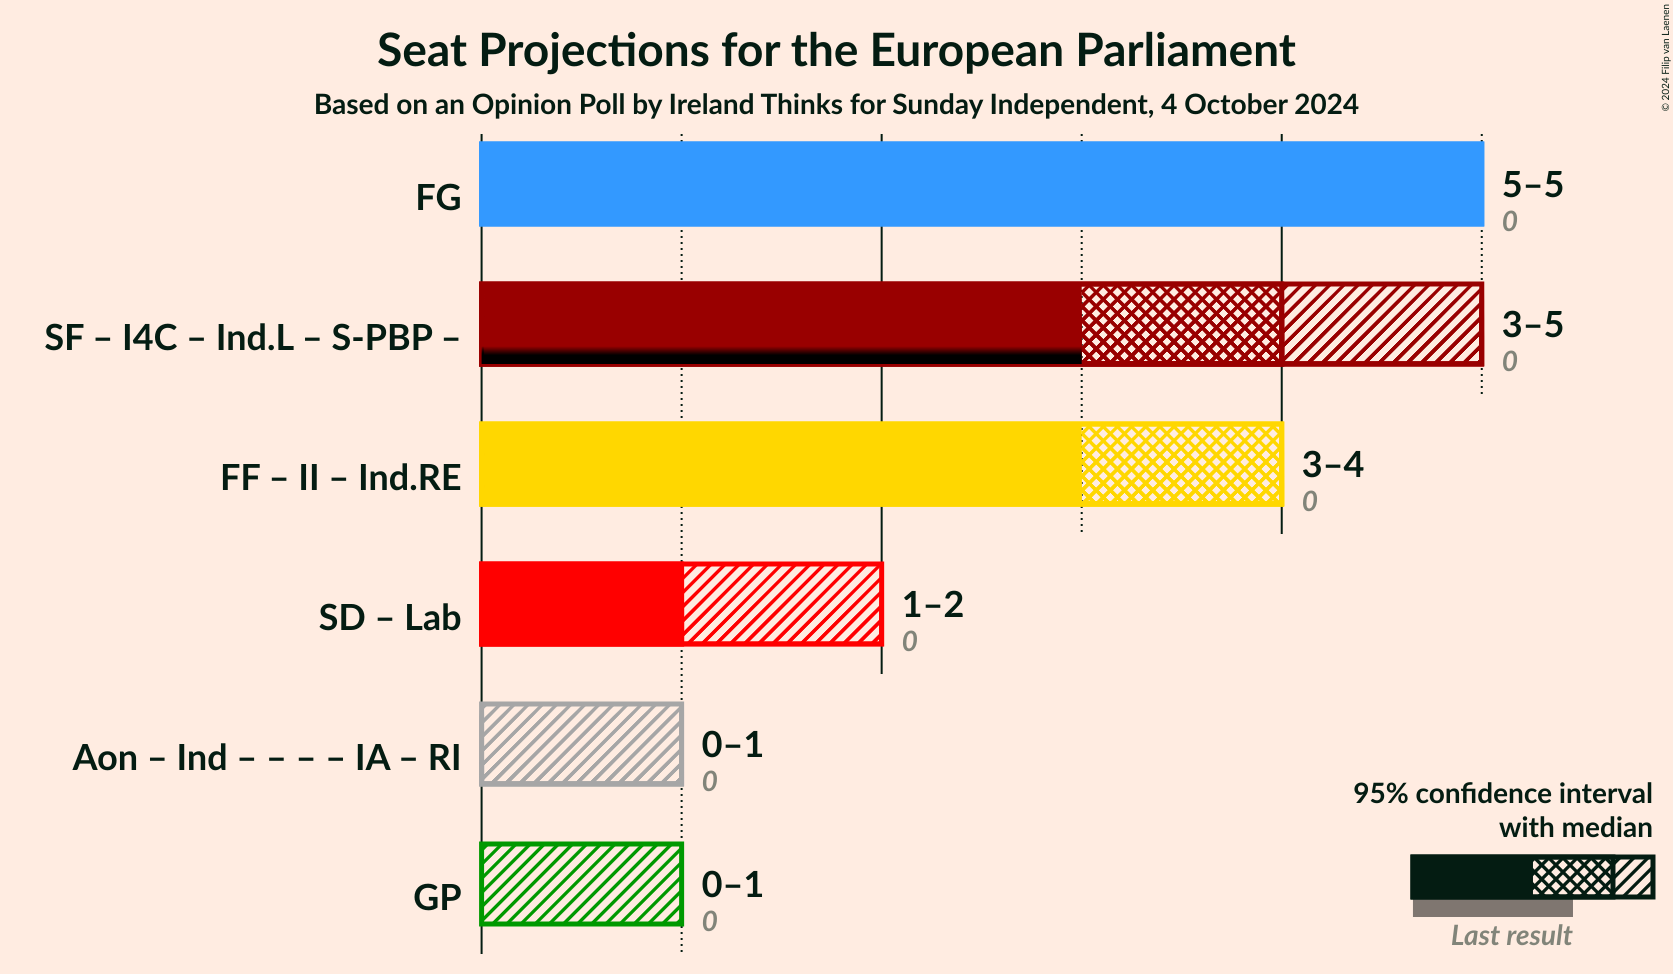 Seat Projections for the European Parliament
Based on an Opinion Poll by Ireland Thinks for Sunday Independent, 4 October 2024
© 2024 Filip van Laenen
FG
5–5
0
SF – I4C – Ind.L – S-PBP –
3–5
0
FF – II – Ind.RE
3–4
0
SD – Lab
1–2
0
Aon – Ind – – – – IA – RI
0–1
0
GP
0–1
0
95% confidence interval
with median
Last result